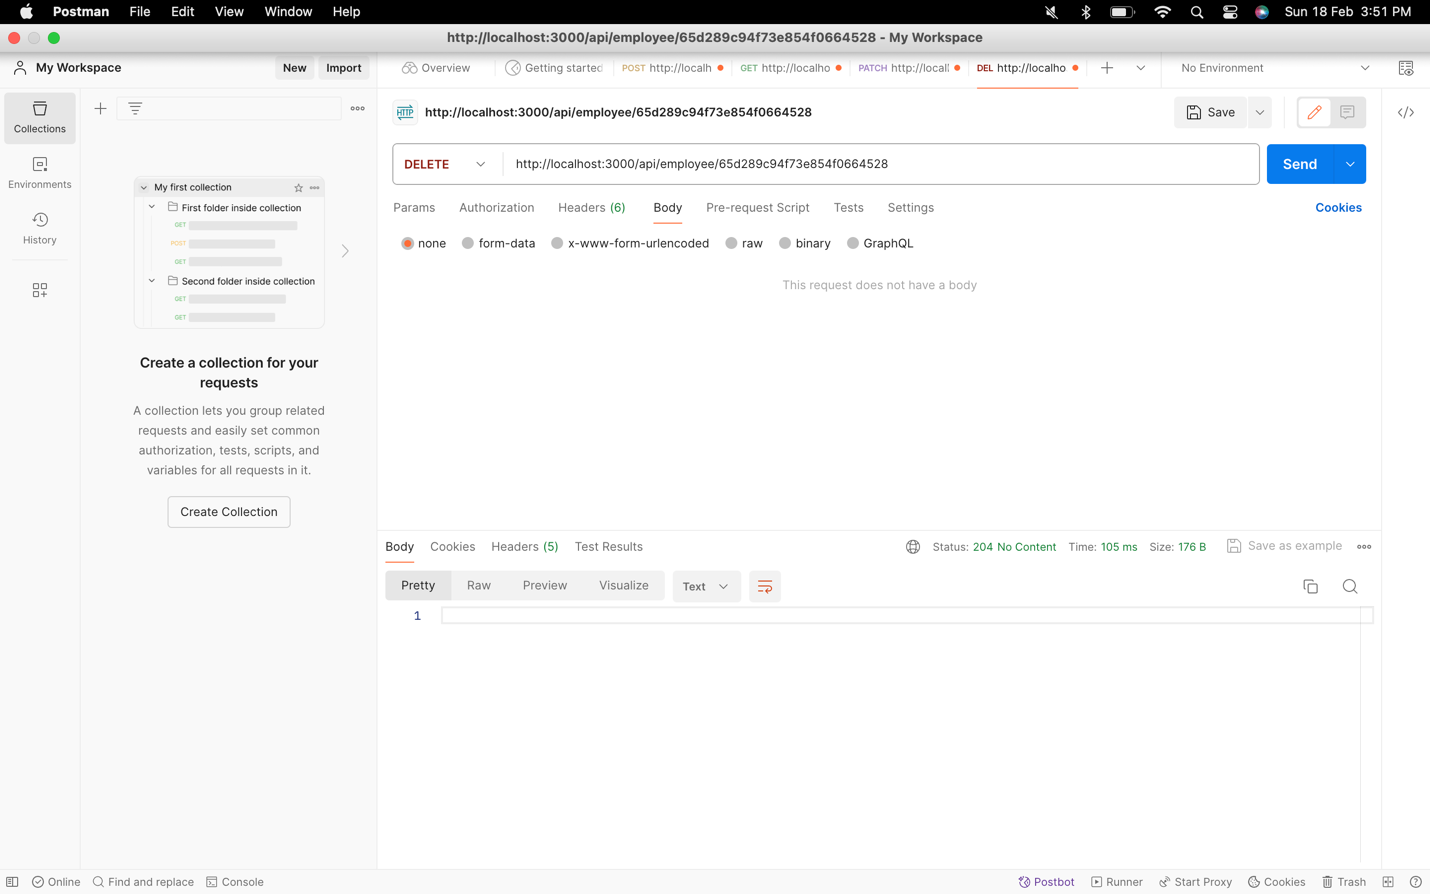 Postman File Edit View Window Help Sun 18 Feb 3:51 PM
http://localhost:3000/api/employee/65d289c94f73e854f0664528 - My Workspace
My Workspace New Import Overview Getting started POST http://localh GET http://localho PATCH http://locall DEL http://localho No Environment
Collections
Environments
History
My first collection
First folder inside collection
GET
POST
GET
Second folder inside collection
GET
GET
Create a collection for your
requests
A collection lets you group related
requests and easily set common
authorization, tests, scripts, and
variables for all requests in it.
Create Collection
HTTP http://localhost:3000/api/employee/65d289c94f73e854f0664528 Save </>
DELETE http://localhost:3000/api/employee/65d289c94f73e854f0664528 Send
Params Authorization Headers (6) Body Pre-request Script Tests Settings Cookies
none form-data x-www-form-urlencoded raw binary GraphQL
This request does not have a body
Body Cookies Headers (5) Test Results Status: 204 No Content Time: 105 ms Size: 176 B Save as example
Pretty Raw Preview Visualize Text
1
Online Find and replace Console Postbot Runner Start Proxy Cookies Trash